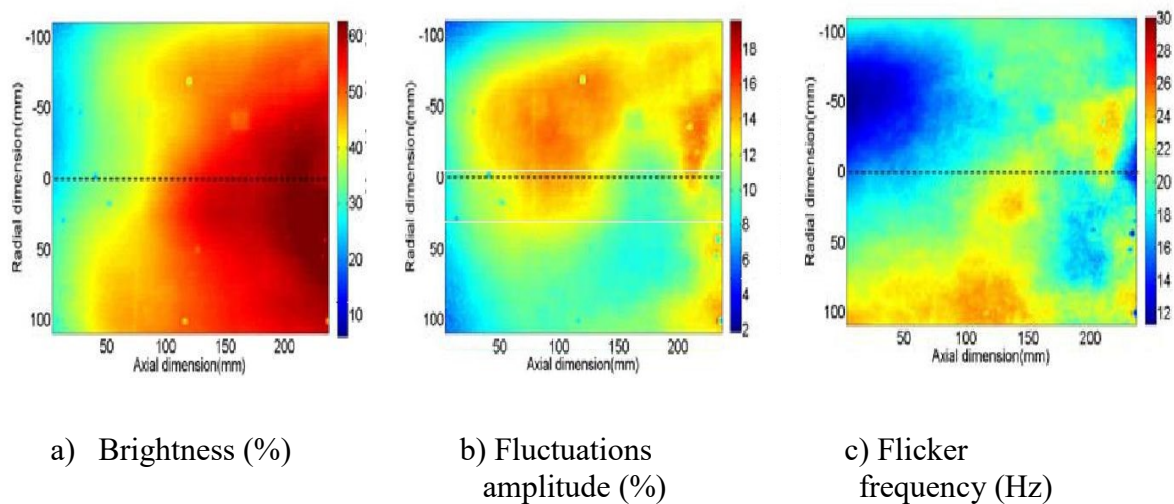 -100
-50
0
50
100
Radial dimension(mm)
50 100 150 200
Axial dimension(mm)
60
50
40
30
20
10
-100
-50
0
50
100
Radial dimension(mm)
50 100 150 200
Axial dimension(mm)
18
16
14
12
10
8
6
4
2
-100
-50
0
50
100
Radial dimension(mm)
50 100 150 200
Axial dimension(mm)
30
28
26
24
22
20
18
16
14
12
a) Brightness (%)
b) Fluctuations
amplitude (%)
c) Flicker
frequency (Hz)